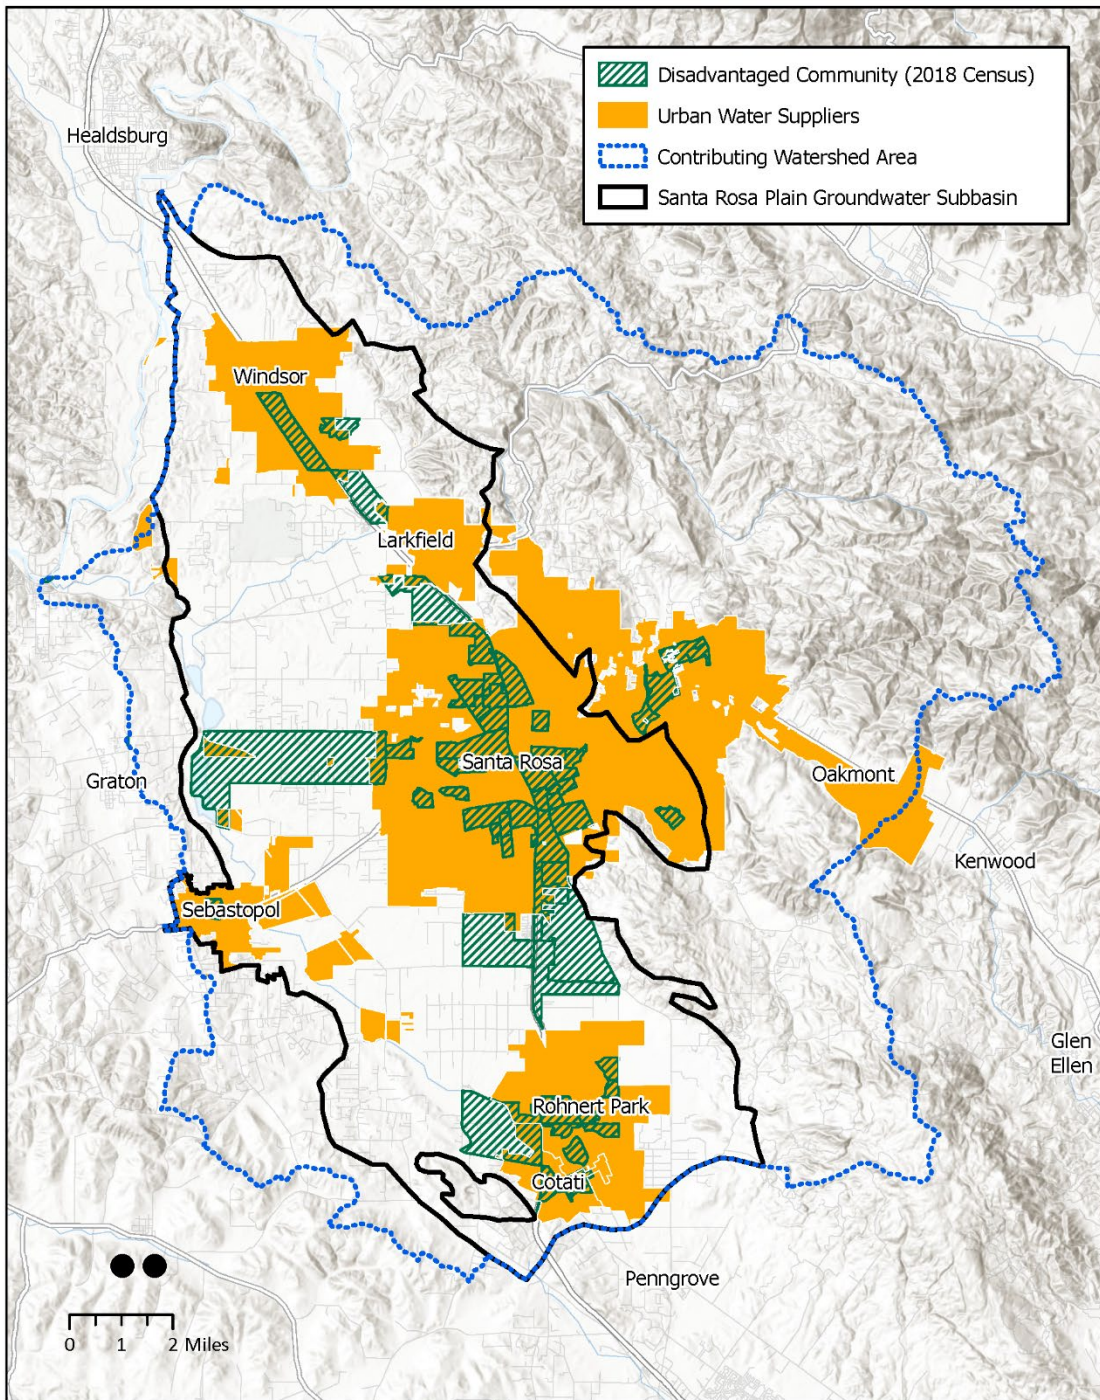 Disadvantaged Community (2018 Census)
Urban Water Suppliers
Contributing Watershed Area
Santa Rosa Plain Groundwater Subbasin
Healdsburg
Windsor
Larkfield
Santa Rosa
Graton
Oakmont
Kenwood
Sebastopol
Glen
Ellen
Rohnert Park
Cotati
Penngrove
0 1 2 Miles